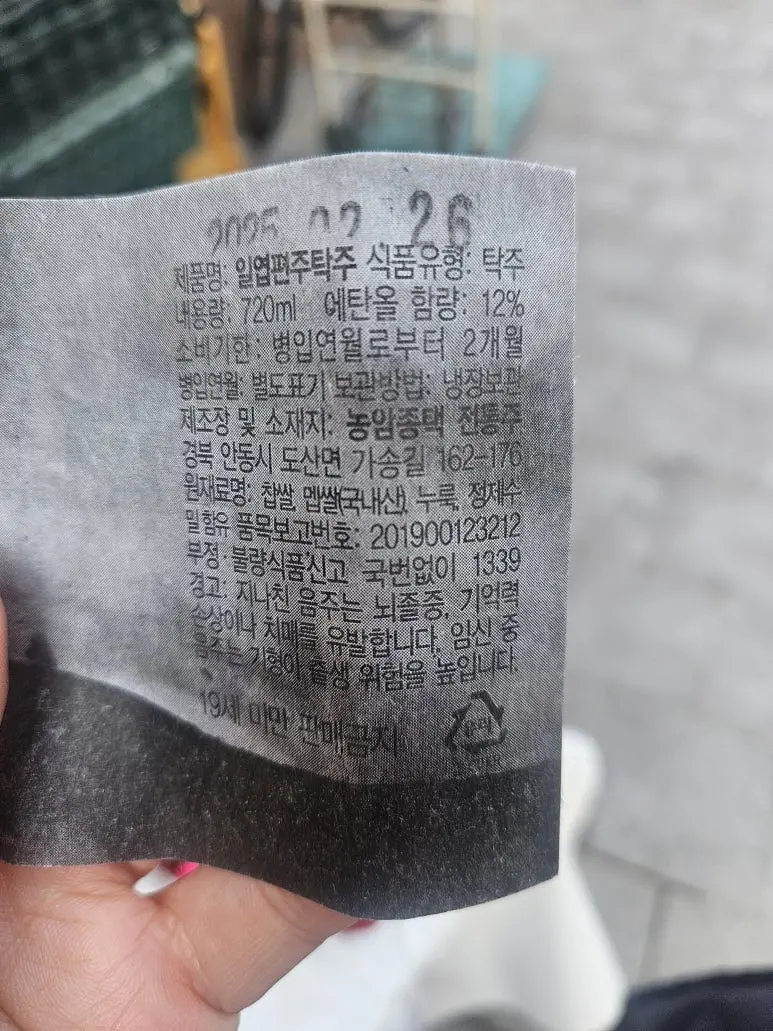 2025 02 26
제품명: 일엽편주탁주 식품유형: 탁주
내용량: 720ml 에탄올 함량: 12%
소비기한: 병입연월로부터 2개월
병입연월: 별도표기 보관방법: 냉장보관
제조장 및 소재지: 농암종택 전통주
경북 안동시 도산면 가송길 162-176
원재료명: 찹쌀, 멥쌀(국내산), 누룩, 정제수
밀함유 품목보고번호: 201900123212
부정·불량식품신고 국번없이 1339
경고: 지나친 음주는 뇌졸중, 기억력
손상이나 치매를 유발합니다. 임신 중
음주는 기형이 출생 위험을 높입니다.
19세 미만 판매금지